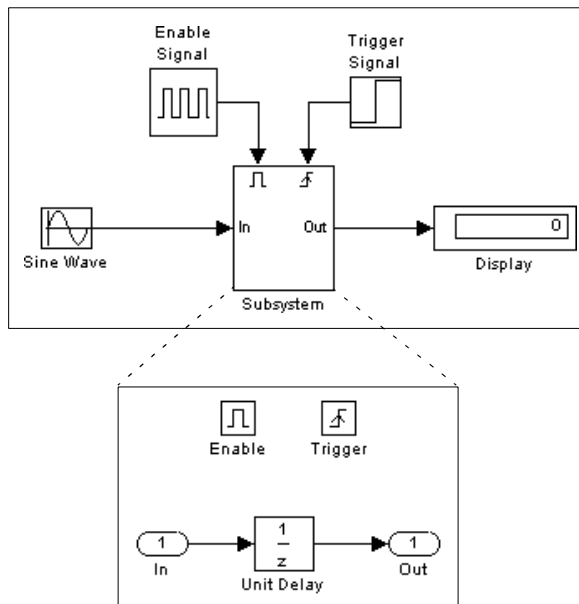 Enable
Signal
Trigger
Signal
In
Out
0
Sine Wave
Display
Subsystem
Enable
Trigger
1
1
z
1
In
Unit Delay
Out